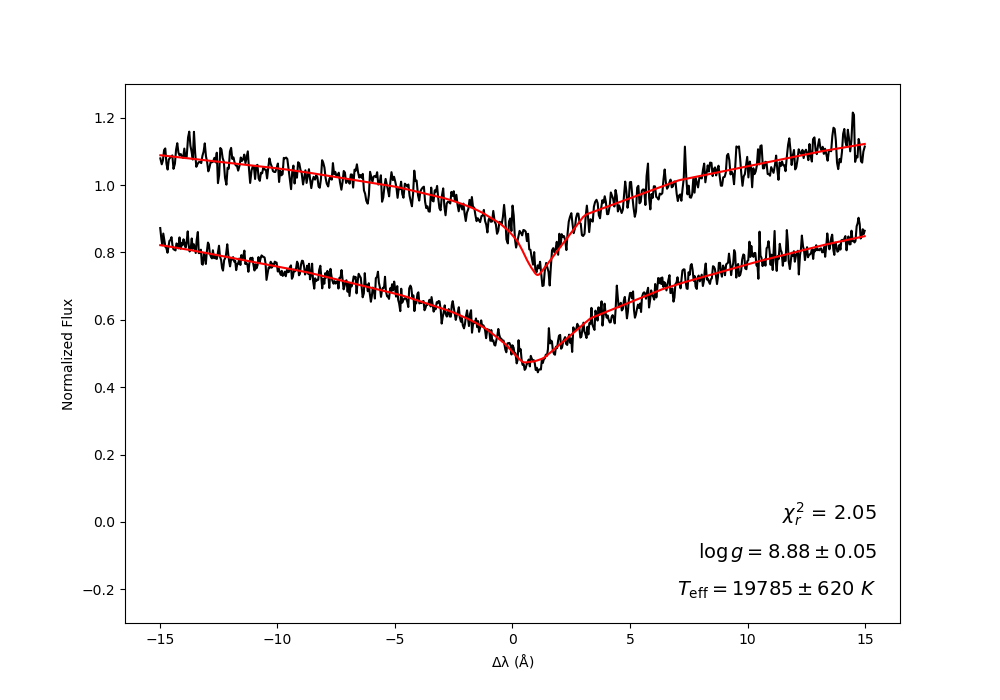 1.2
1.0
0.8
0.6
0.4
0.2
0.0
−0.2
Normalized Flux
χ²ᵣ = 2.05
log g = 8.88 ± 0.05
T_eff = 19785 ± 620 K
−15 −10 −5 0 5 10 15
Δλ (Å)